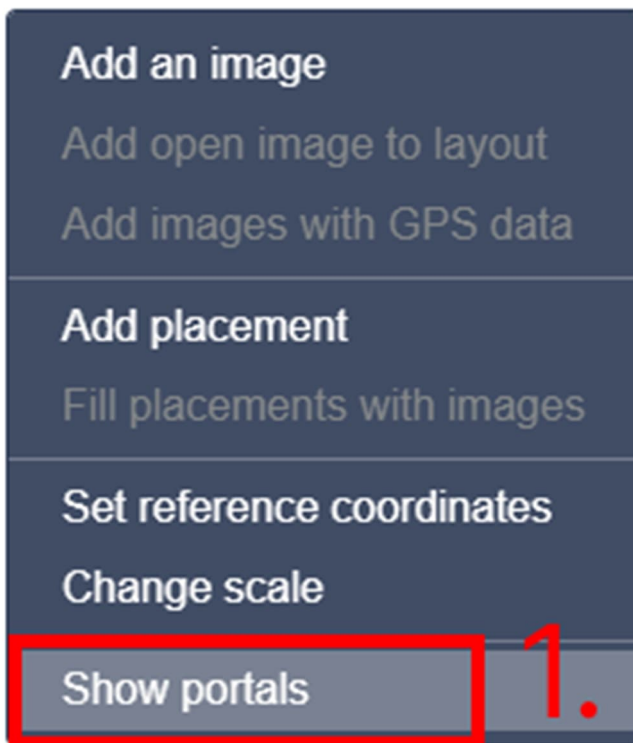 Add an image
Add open image to layout
Add images with GPS data
Add placement
Fill placements with images
Set reference coordinates
Change scale
Show portals 1.